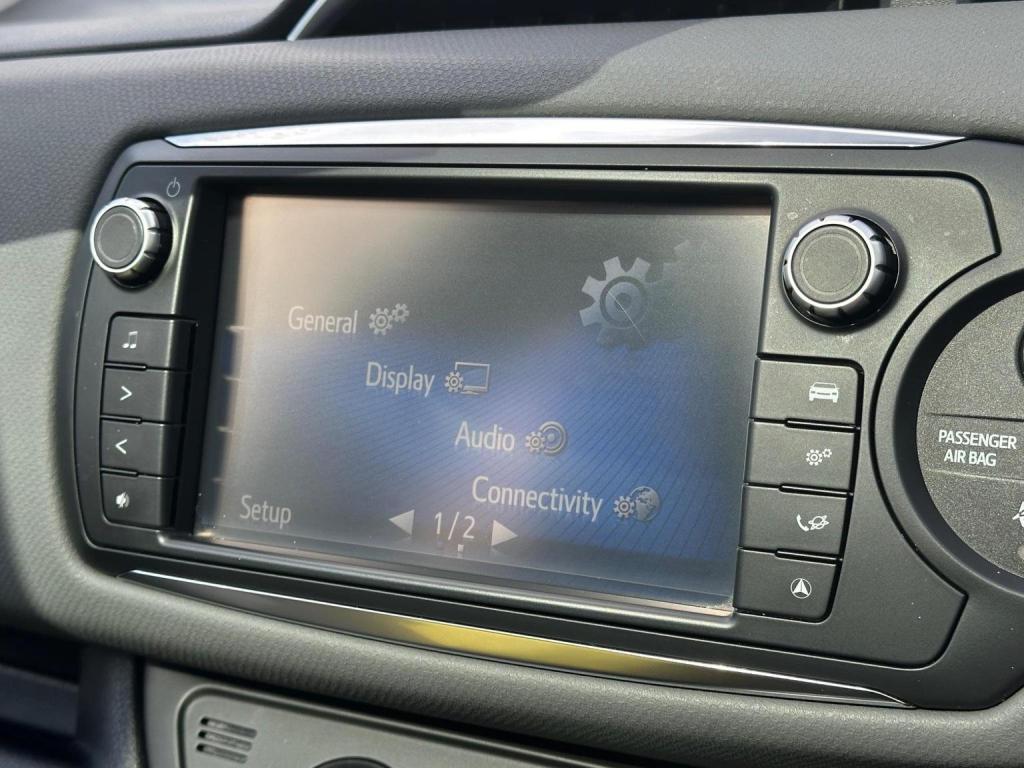 General
Display
Audio
Connectivity
Setup
1/2
PASSENGER
AIR BAG